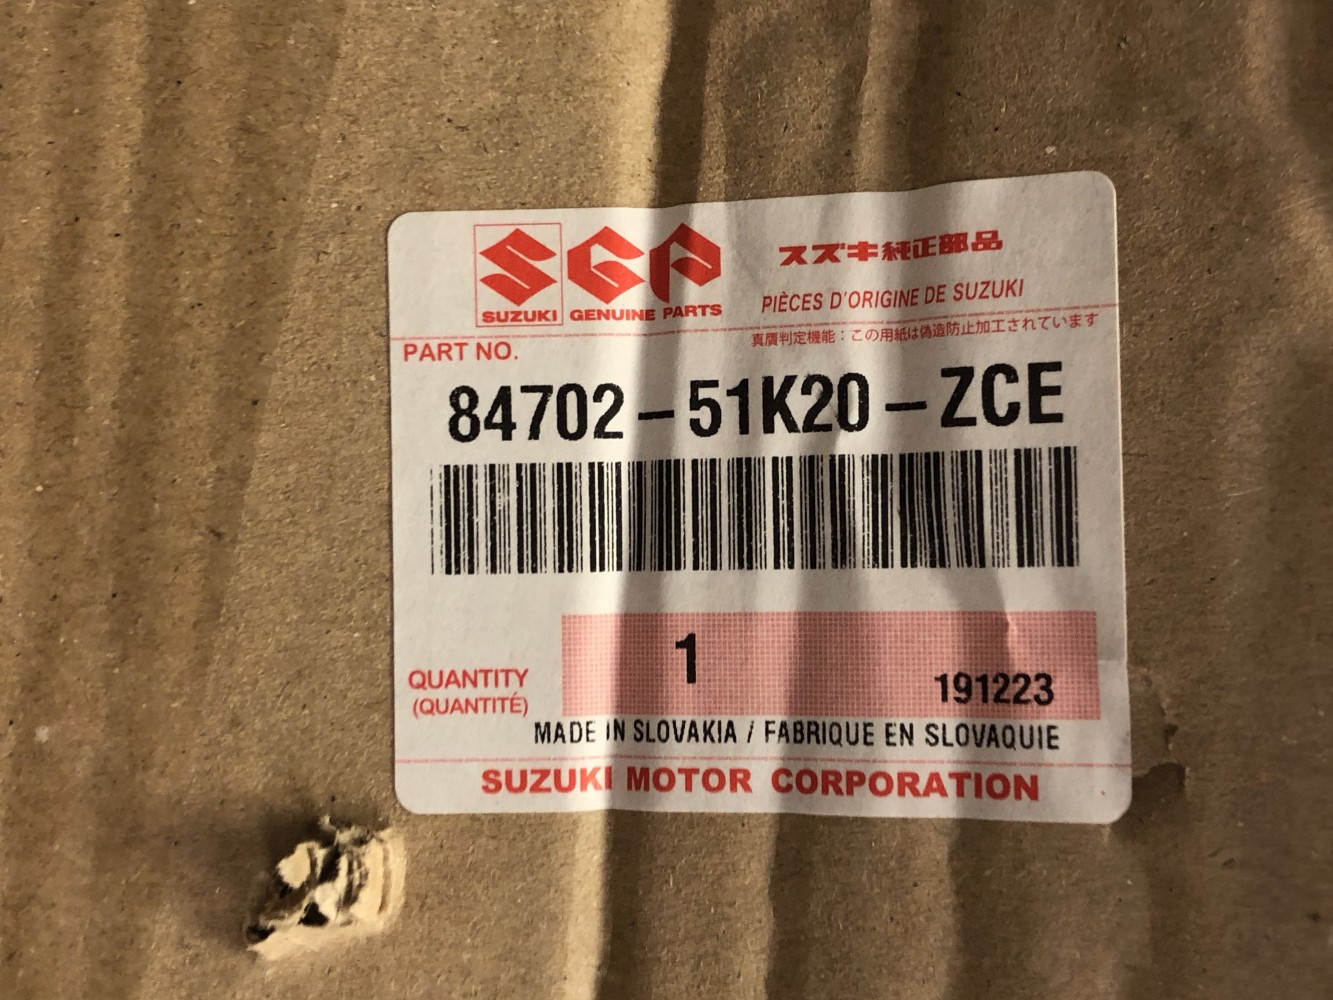 SGP
スズキ純正部品
SUZUKI GENUINE PARTS
PIÈCES D'ORIGINE DE SUZUKI
PART NO.
真贋判定機能：この用紙は偽造防止加工されています
84702-51K20-ZCE
1
QUANTITY
191223
(QUANTITÉ)
MADE IN SLOVAKIA / FABRIQUE EN SLOVAQUIE
SUZUKI MOTOR CORPORATION